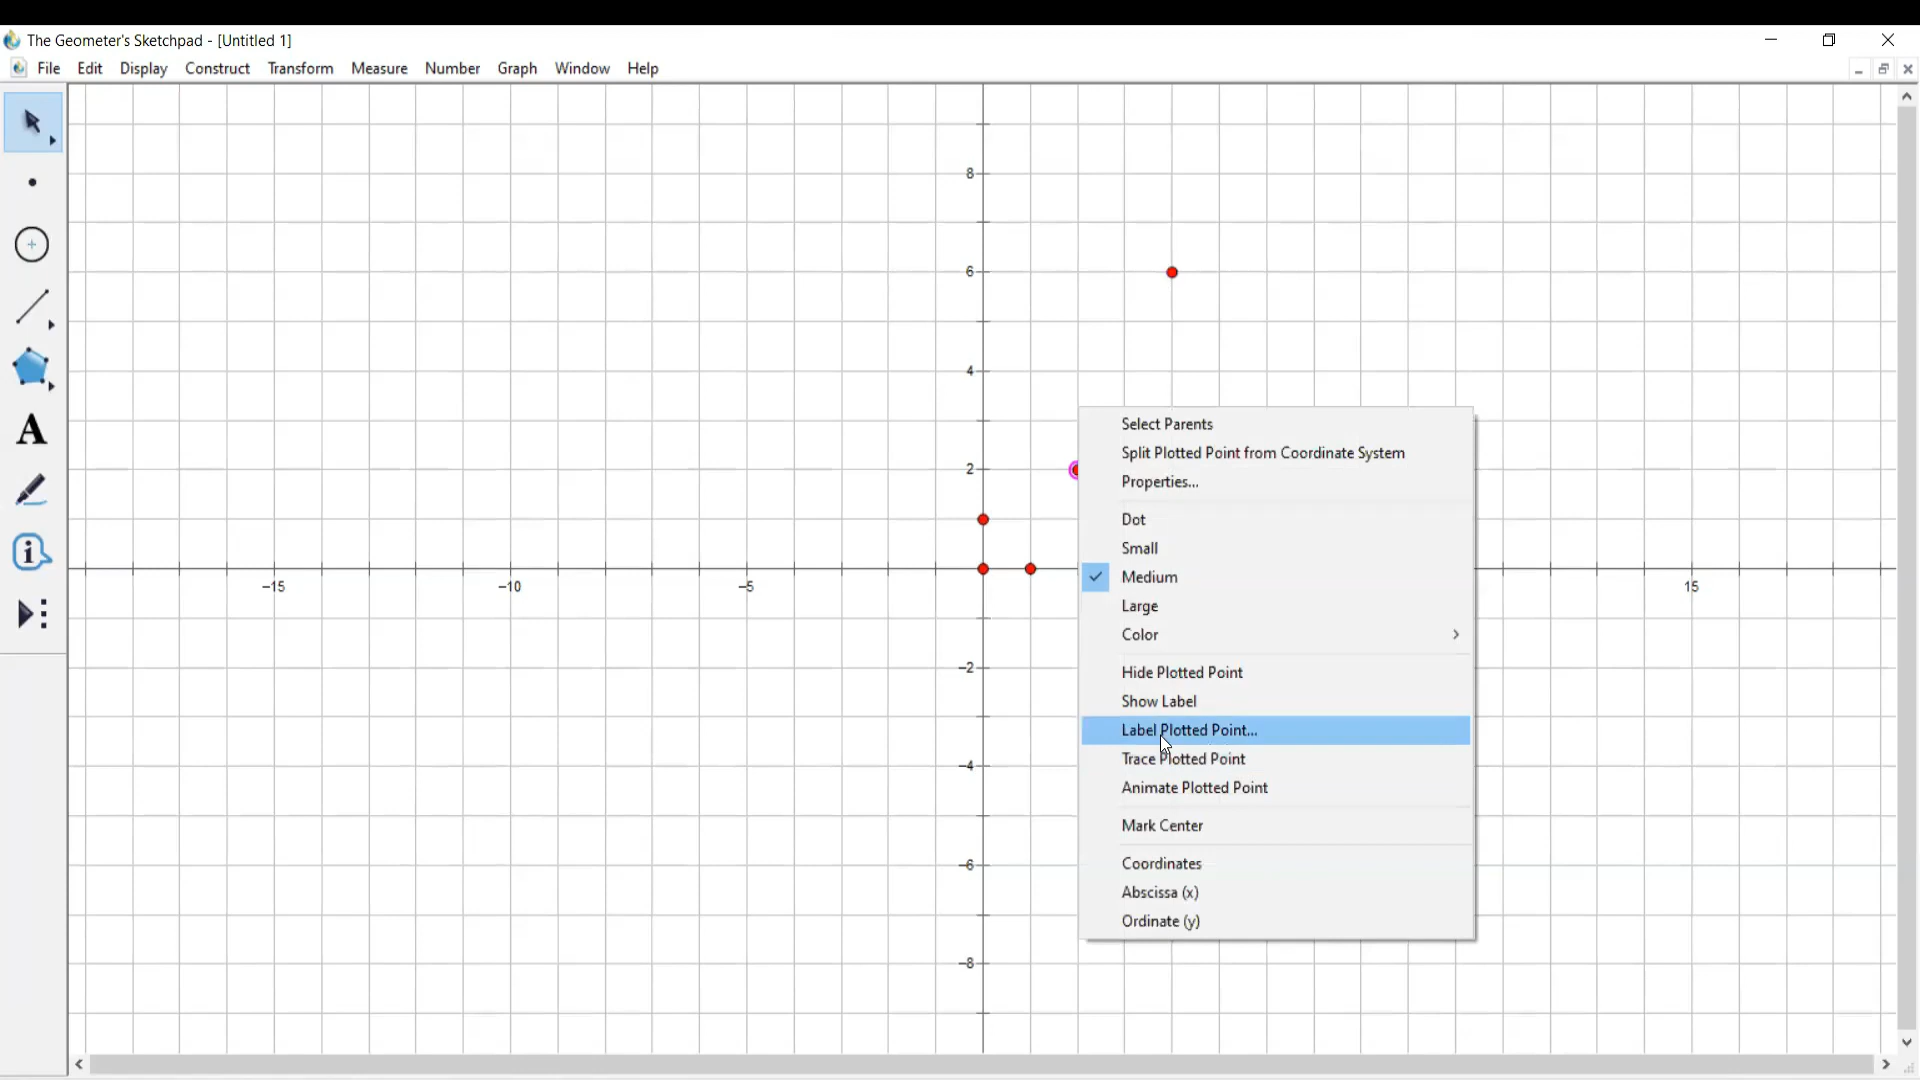 The Geometer's Sketchpad - [Untitled 1]
File Edit Display Construct Transform Measure Number Graph Window Help
8
6
4
2
-15 -10 -5 15
-2
-4
-6
-8
A
i
Select Parents
Split Plotted Point from Coordinate System
Properties...
Dot
Small
Medium
Large
Color
Hide Plotted Point
Show Label
Label Plotted Point...
Trace Plotted Point
Animate Plotted Point
Mark Center
Coordinates
Abscissa (x)
Ordinate (y)